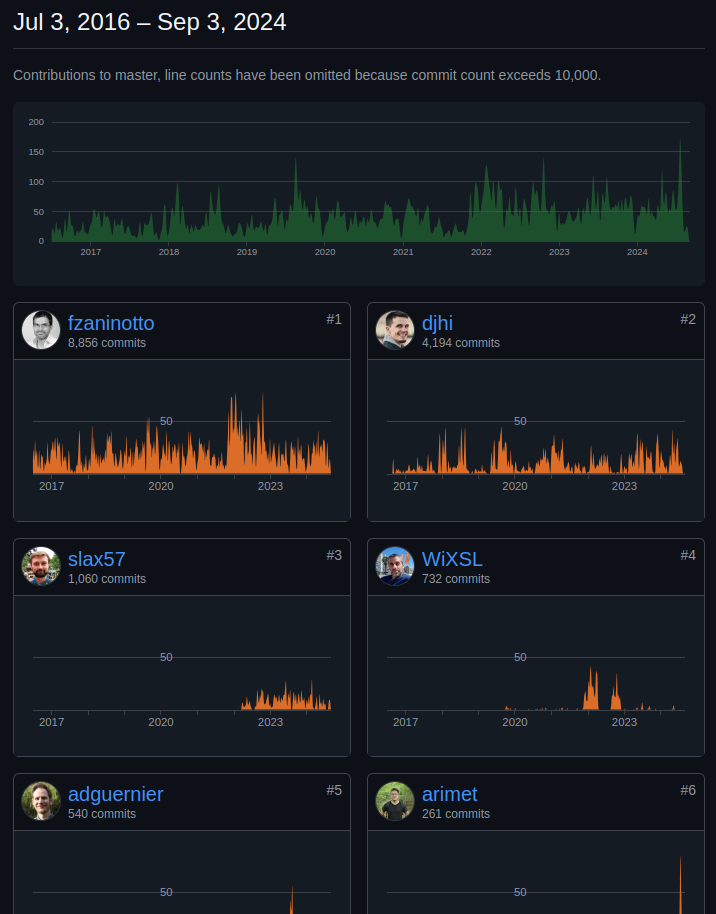 Jul 3, 2016 – Sep 3, 2024
Contributions to master, line counts have been omitted because commit count exceeds 10,000.
200
150
100
50
0
2017 2018 2019 2020 2021 2022 2023 2024
fzaninotto #1
8,856 commits
50
2017 2020 2023
djhi #2
4,194 commits
50
2017 2020 2023
slax57 #3
1,060 commits
50
2017 2020 2023
WiXSL #4
732 commits
50
2017 2020 2023
adguernier #5
540 commits
50
arimet #6
261 commits
50